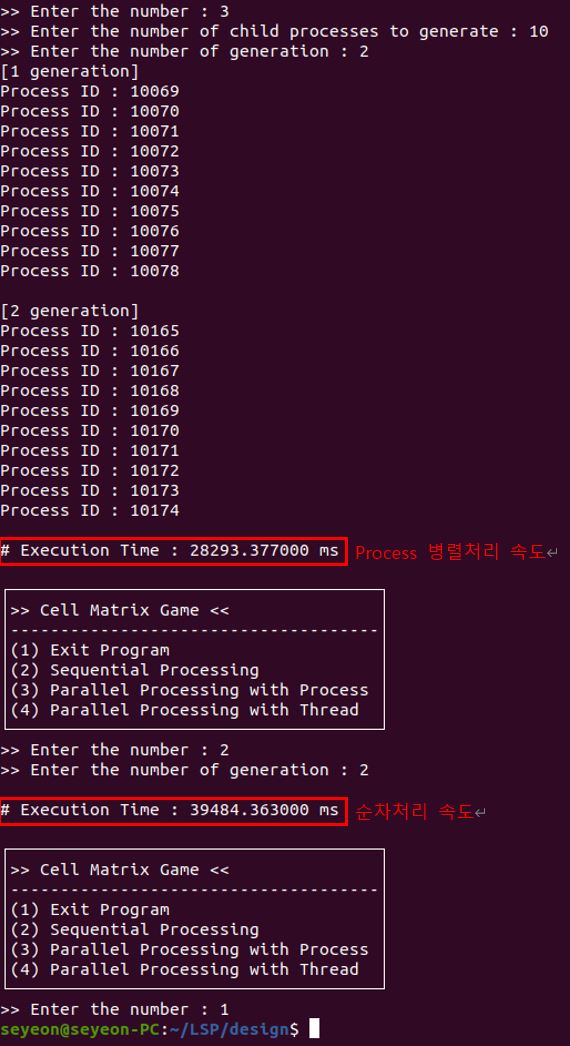 >> Enter the number : 3
>> Enter the number of child processes to generate : 10
>> Enter the number of generation : 2
[1 generation]
Process ID : 10069
Process ID : 10070
Process ID : 10071
Process ID : 10072
Process ID : 10073
Process ID : 10074
Process ID : 10075
Process ID : 10076
Process ID : 10077
Process ID : 10078
[2 generation]
Process ID : 10165
Process ID : 10166
Process ID : 10167
Process ID : 10168
Process ID : 10169
Process ID : 10170
Process ID : 10171
Process ID : 10172
Process ID : 10173
Process ID : 10174
# Execution Time : 28293.377000 ms Process 병렬처리 속도↵
>> Cell Matrix Game <<
-------------------------------------
(1) Exit Program
(2) Sequential Processing
(3) Parallel Processing with Process
(4) Parallel Processing with Thread
>> Enter the number : 2
>> Enter the number of generation : 2
# Execution Time : 39484.363000 ms 순차처리 속도↵
>> Cell Matrix Game <<
-------------------------------------
(1) Exit Program
(2) Sequential Processing
(3) Parallel Processing with Process
(4) Parallel Processing with Thread
>> Enter the number : 1
seyeon@seyeon-PC:~/LSP/design$